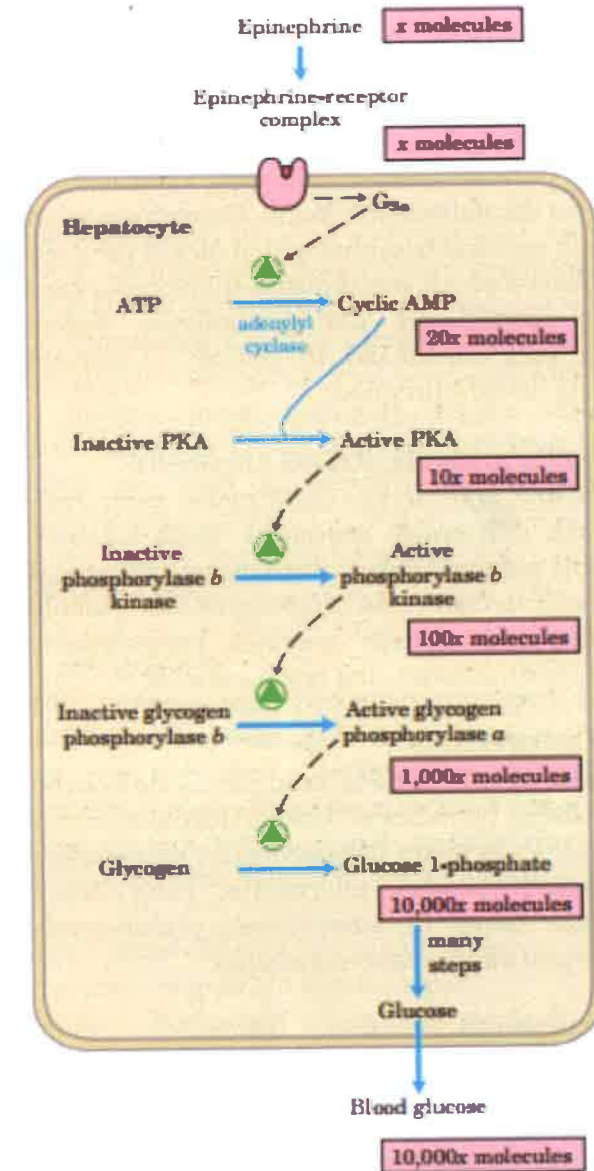 Epinephrine
x molecules
Epinephrine-receptor
complex
x molecules
Hepatocyte
Gsα
ATP
Cyclic AMP
adenylyl
cyclase
20x molecules
Inactive PKA
Active PKA
10x molecules
Inactive
phosphorylase b
kinase
Active
phosphorylase b
kinase
100x molecules
Inactive glycogen
phosphorylase b
Active glycogen
phosphorylase a
1,000x molecules
Glycogen
Glucose 1-phosphate
10,000x molecules
many
steps
Glucose
Blood glucose
10,000x molecules